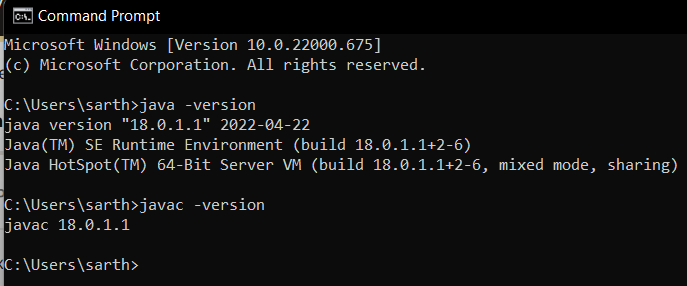 Command Prompt
Microsoft Windows [Version 10.0.22000.675]
(c) Microsoft Corporation. All rights reserved.
C:\Users\sarth>java -version
java version "18.0.1.1" 2022-04-22
Java(TM) SE Runtime Environment (build 18.0.1.1+2-6)
Java HotSpot(TM) 64-Bit Server VM (build 18.0.1.1+2-6, mixed mode, sharing)
C:\Users\sarth>javac -version
javac 18.0.1.1
C:\Users\sarth>